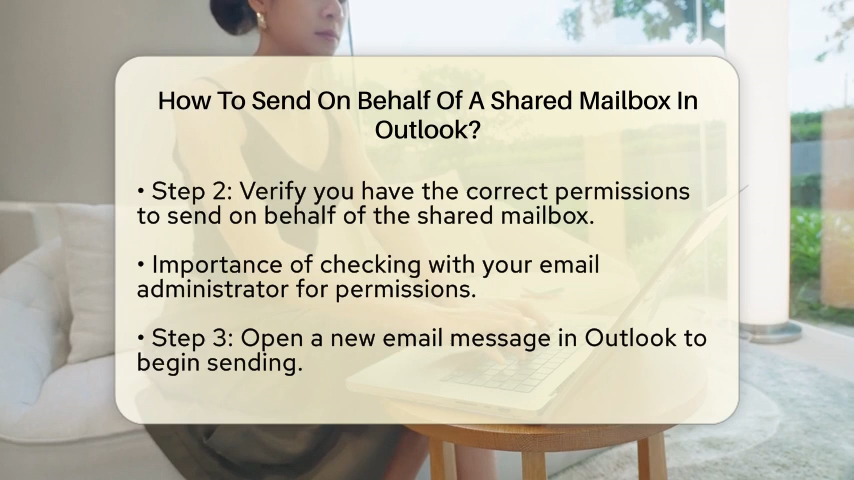 How To Send On Behalf Of A Shared Mailbox In
Outlook?
• Step 2: Verify you have the correct permissions
to send on behalf of the shared mailbox.
• Importance of checking with your email
administrator for permissions.
• Step 3: Open a new email message in Outlook to
begin sending.